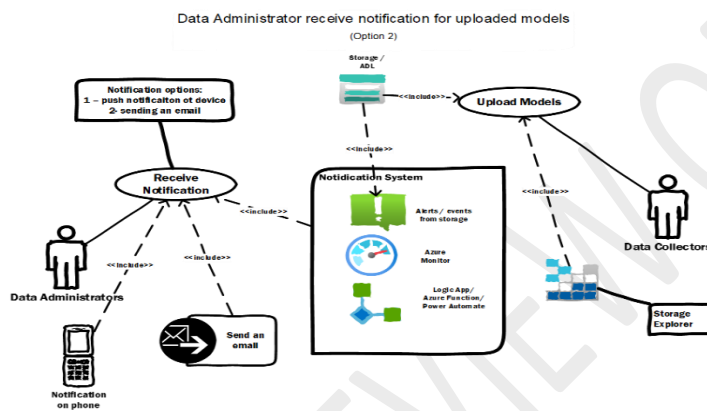 Data Administrator receive notification for uploaded models
(Option 2)
Storage /
ADL
Notification options:
1 – push notificaiton ot device
2- sending an email
<<include>>
Upload Models
<<include>>
<<include>>
Receive
Notification
Notidication System
<<include>>
<<include>>
Alerts / events
from storage
Data Collectors
<<Include>>
<<include>>
Azure
Monitor
Data Administrators
Logic App/
Azure Function/
Power Automate
Storage
Explorer
Send an
email
Notification
on phone
REVIEW